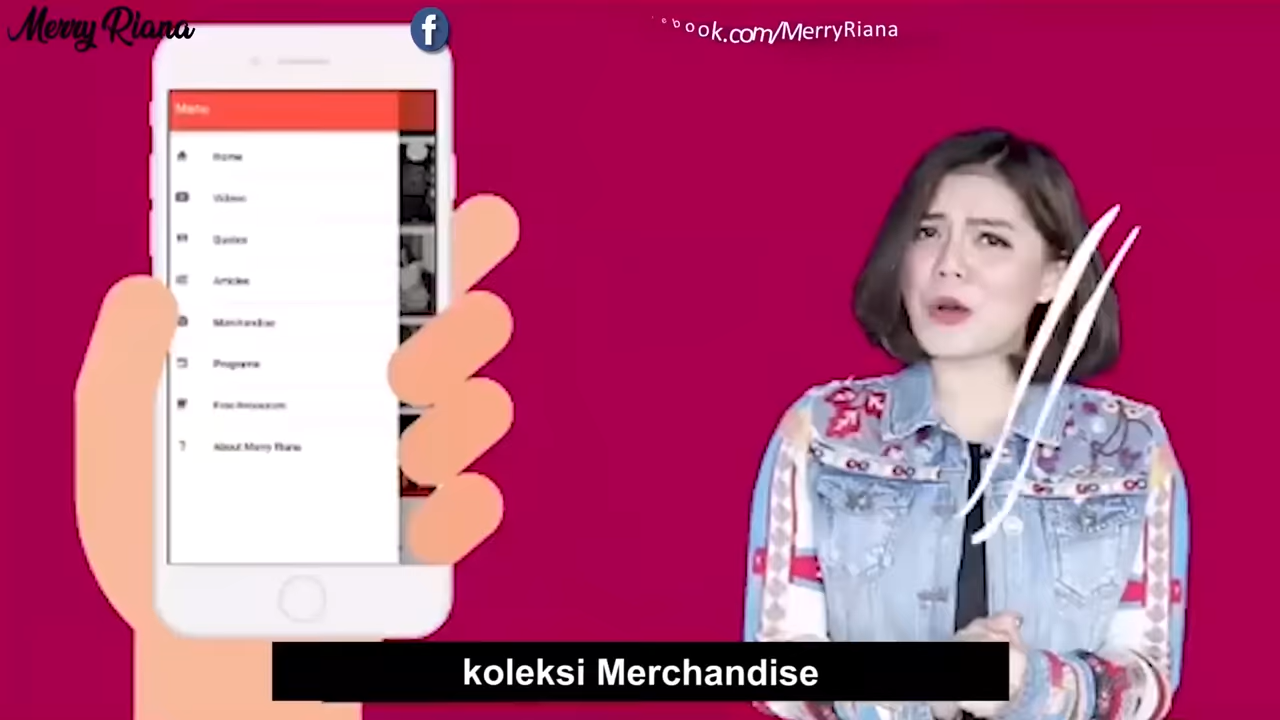 Merry Riana
f
ook.com/MerryRiana
Menu
Home
Videos
Quotes
Articles
Merchandise
Programs
Free Resources
About Merry Riana
koleksi Merchandise